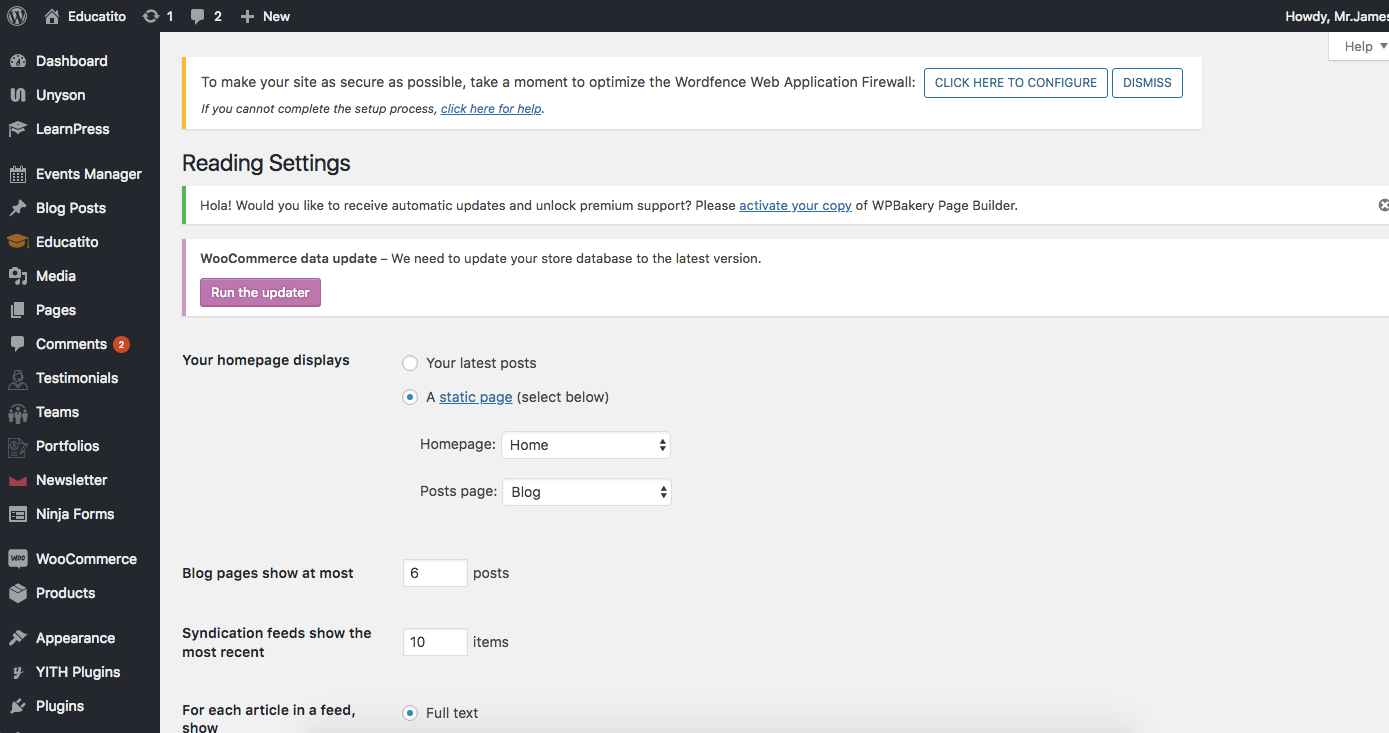 Educatito 1 2 New
Howdy, Mr.James
Help
Dashboard
Unyson
LearnPress
Events Manager
Blog Posts
Educatito
Media
Pages
Comments 2
Testimonials
Teams
Portfolios
Newsletter
Ninja Forms
WooCommerce
Products
Appearance
YITH Plugins
Plugins
To make your site as secure as possible, take a moment to optimize the Wordfence Web Application Firewall: CLICK HERE TO CONFIGURE DISMISS
If you cannot complete the setup process, click here for help.
Reading Settings
Hola! Would you like to receive automatic updates and unlock premium support? Please activate your copy of WPBakery Page Builder.
WooCommerce data update – We need to update your store database to the latest version.
Run the updater
Your homepage displays
Your latest posts
A static page (select below)
Homepage: Home
Posts page: Blog
Blog pages show at most 6 posts
Syndication feeds show the
most recent
10 items
For each article in a feed,
show
Full text